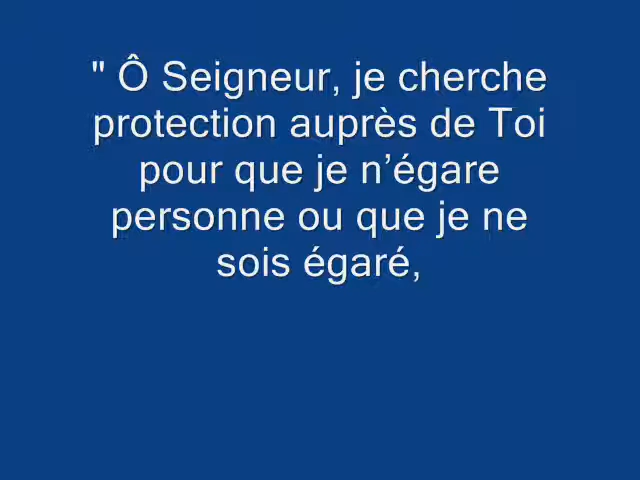 " Ô Seigneur, je cherche
protection auprès de Toi
pour que je n’égare
personne ou que je ne
sois égaré,